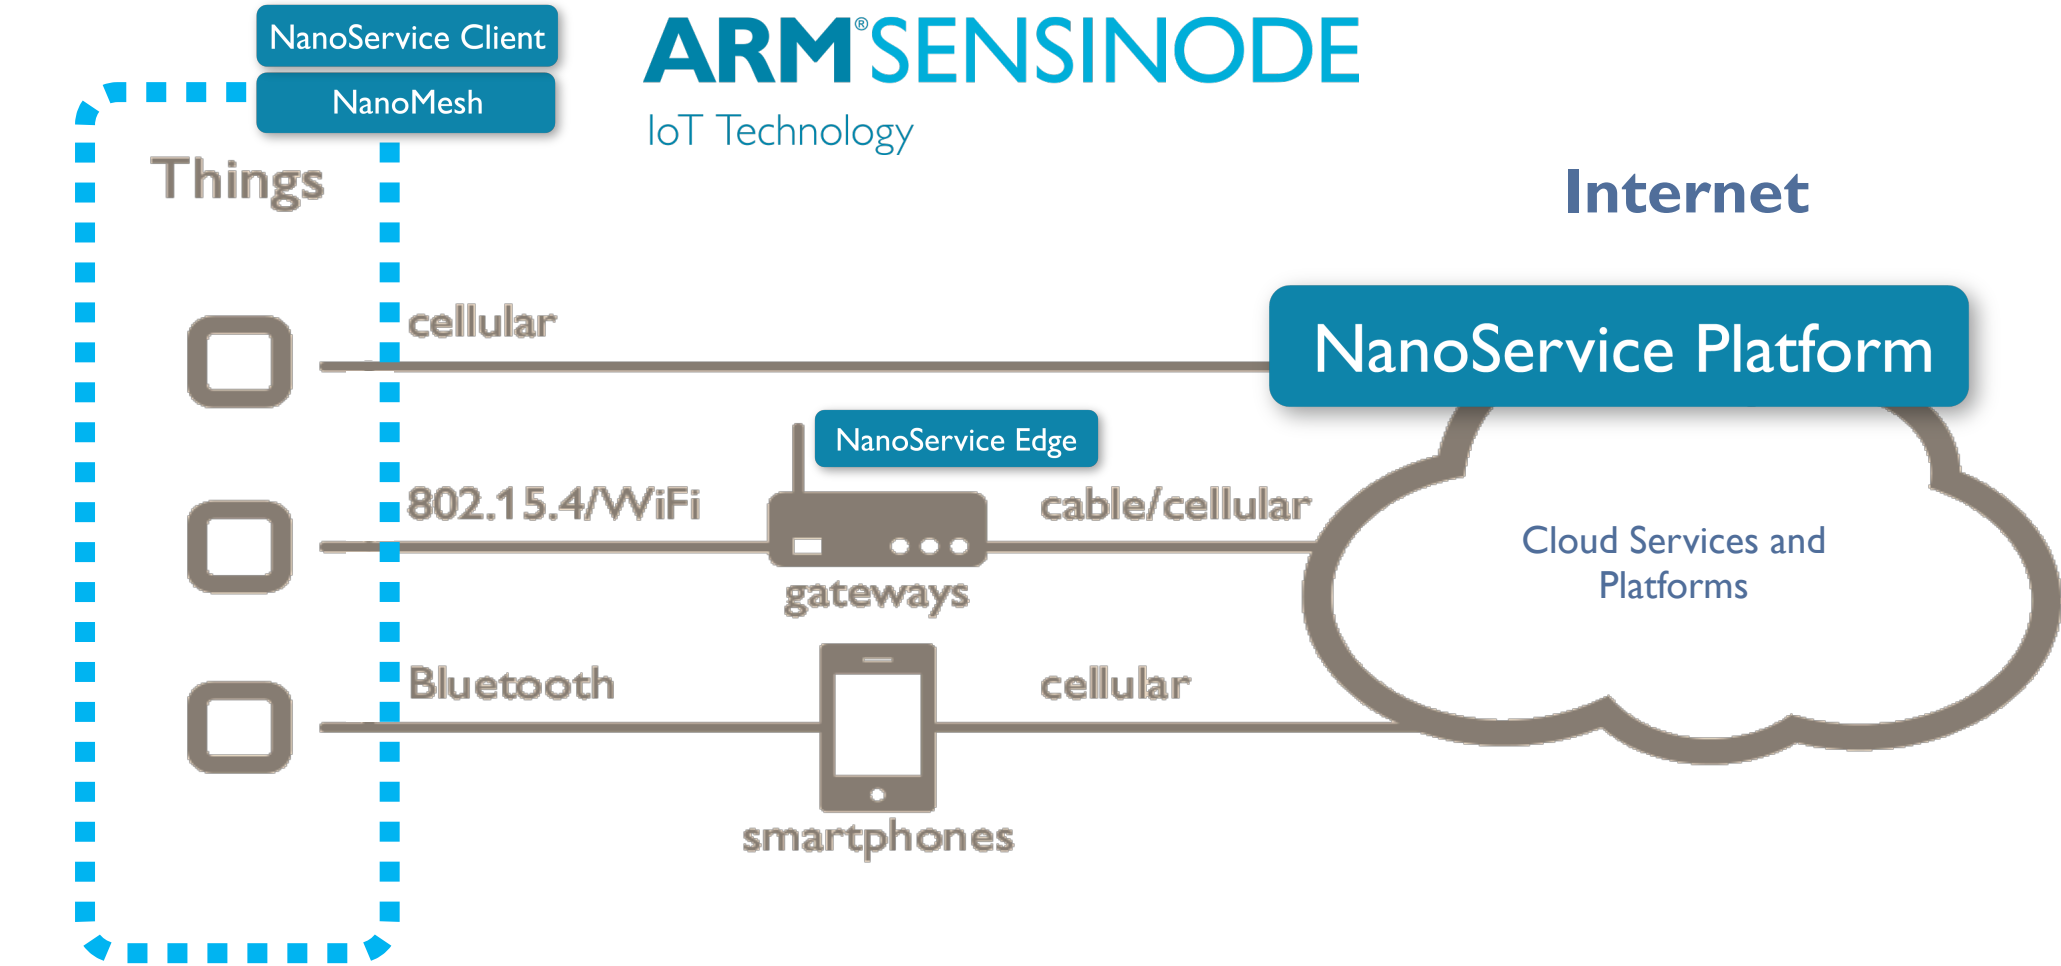 NanoService Client
NanoMesh
ARM®SENSINODE
IoT Technology
Things
Internet
cellular
NanoService Platform
NanoService Edge
802.15.4/WiFi
cable/cellular
gateways
Cloud Services and
Platforms
Bluetooth
cellular
smartphones